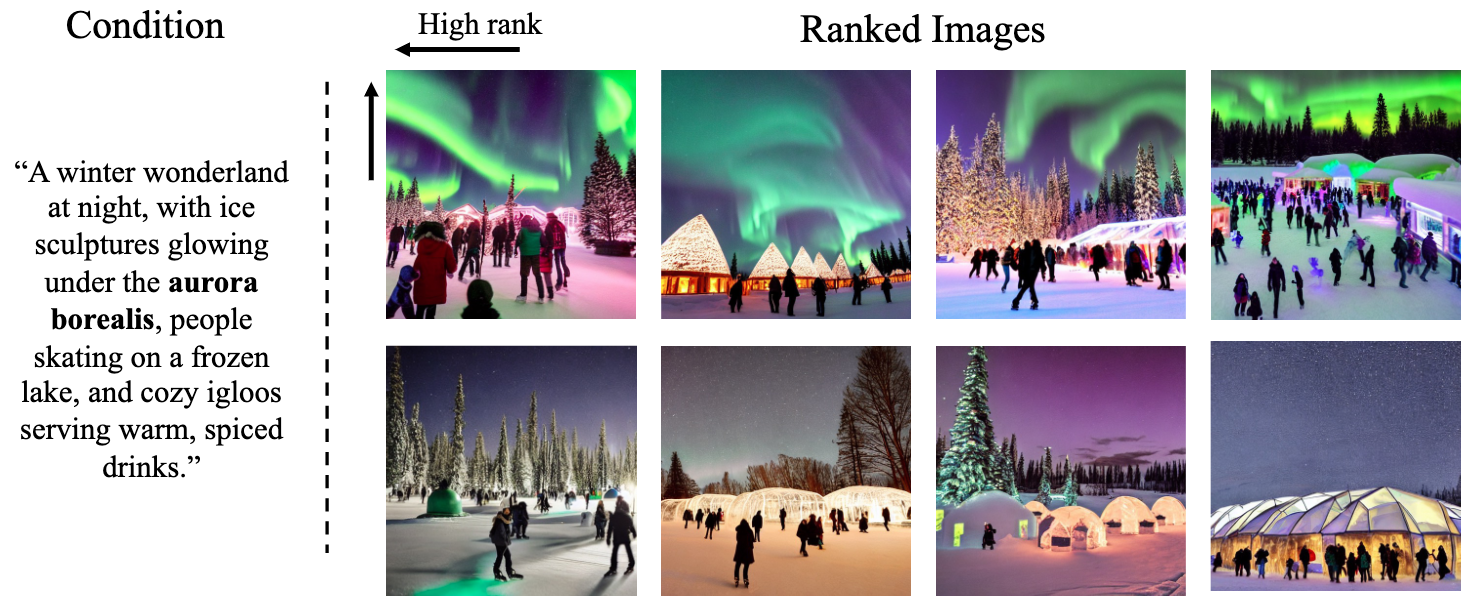 Condition
High rank
Ranked Images
“A winter wonderland
at night, with ice
sculptures glowing
under the aurora
borealis, people
skating on a frozen
lake, and cozy igloos
serving warm, spiced
drinks.”